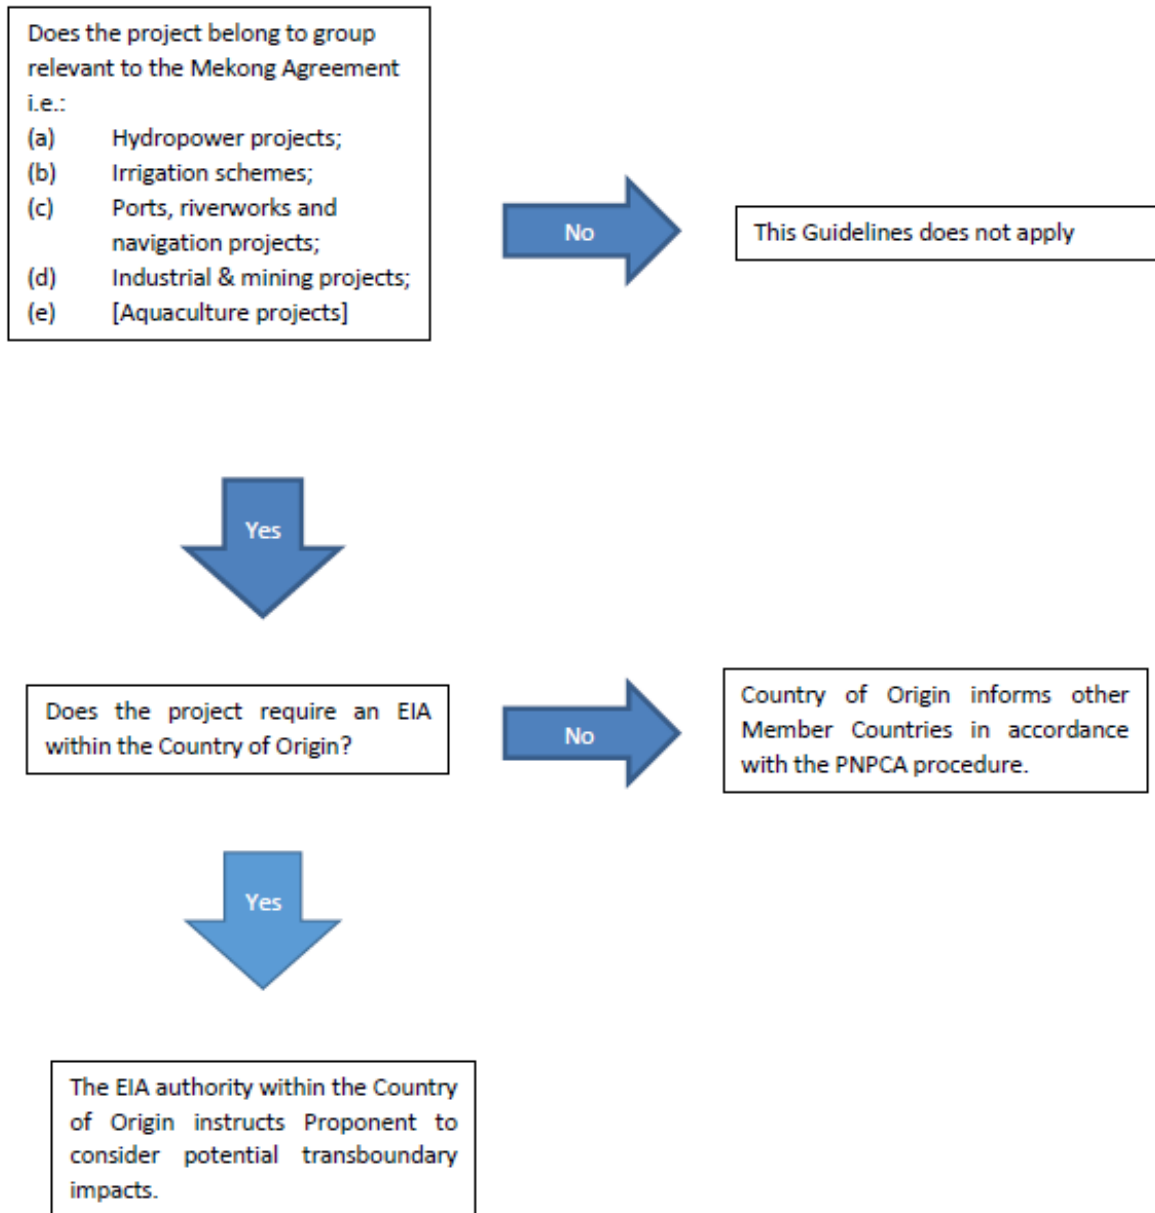 Does the project belong to group
relevant to the Mekong Agreement
i.e.:
(a) Hydropower projects;
(b) Irrigation schemes;
(c) Ports, riverworks and
navigation projects;
(d) Industrial & mining projects;
(e) [Aquaculture projects]
No
This Guidelines does not apply
Yes
Does the project require an EIA
within the Country of Origin?
No
Country of Origin informs other
Member Countries in accordance
with the PNPCA procedure.
Yes
The EIA authority within the Country
of Origin instructs Proponent to
consider potential transboundary
impacts.